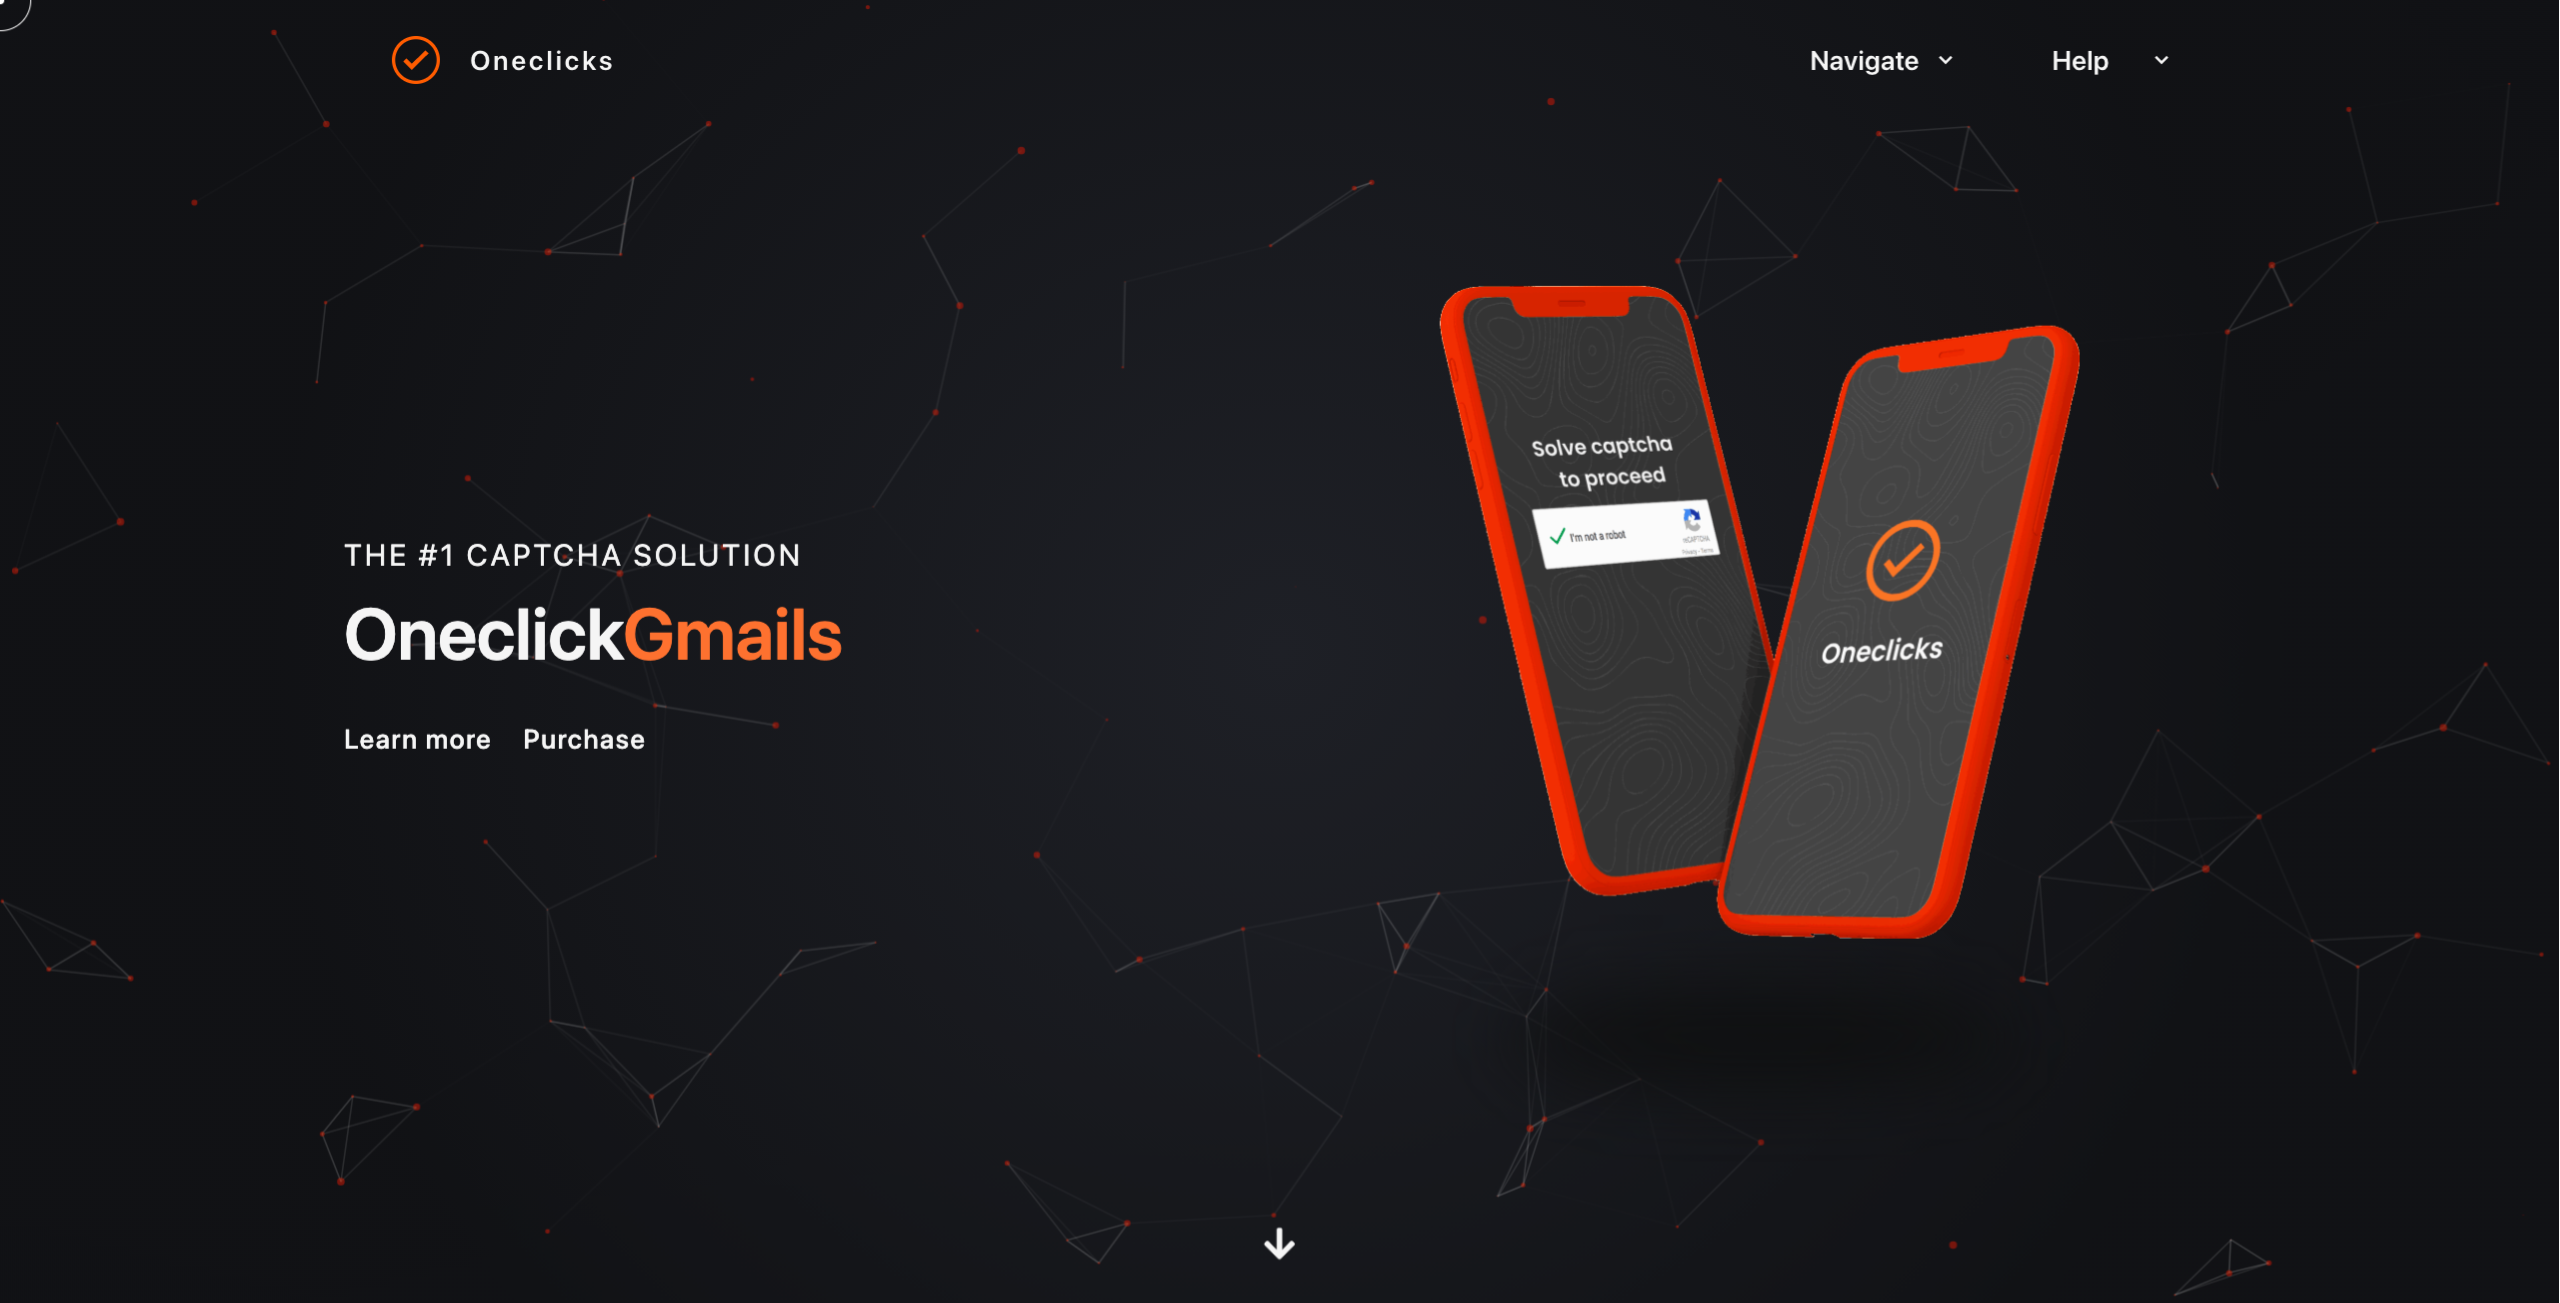 Oneclicks
Navigate
Help
THE #1 CAPTCHA SOLUTION
OneclickGmails
Learn more
Purchase
Solve captcha
to proceed
I'm not a robot
reCAPTCHA
Privacy - Terms
Oneclicks